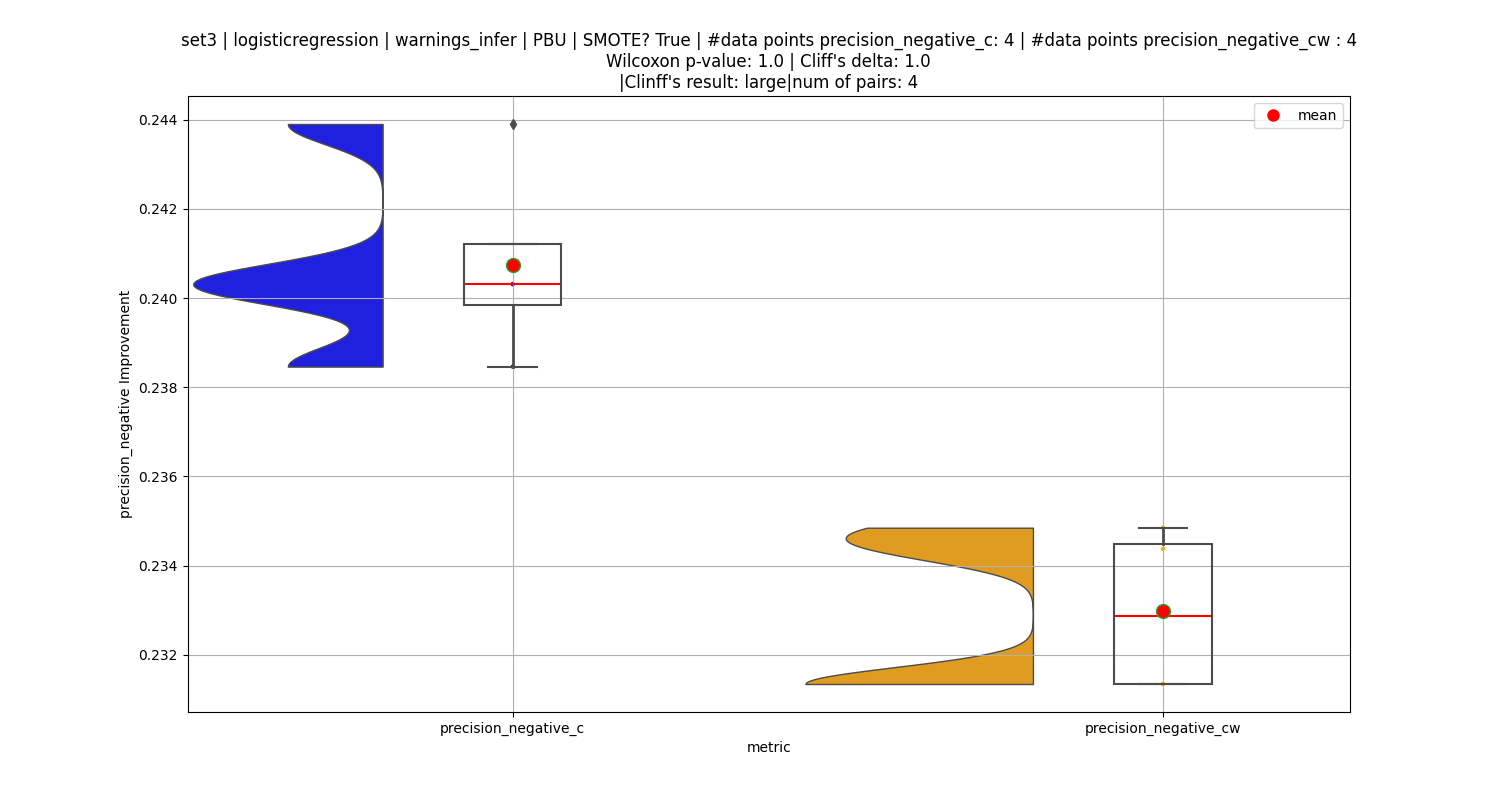 set3 | logisticregression | warnings_infer | PBU | SMOTE? True | #data points precision_negative_c: 4 | #data points precision_negative_cw : 4
Wilcoxon p-value: 1.0 | Cliff's delta: 1.0
|Clinff's result: large|num of pairs: 4
mean
0.244
0.242
0.240
0.238
0.236
0.234
0.232
precision_negative Improvement
precision_negative_c
precision_negative_cw
metric